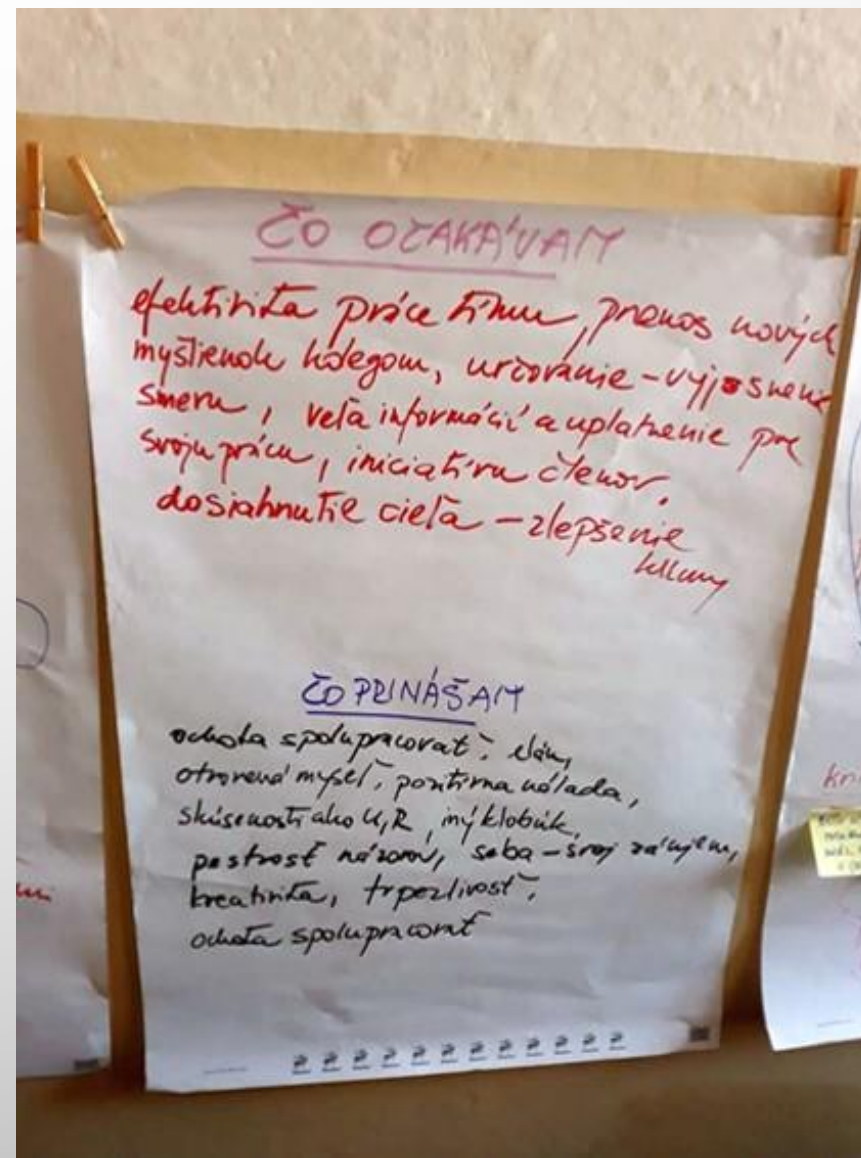 ČO OČAKÁVAM
efektivita práce tímu, prenos nových
myšlienok kolegom, určovanie – vyjasnenie
smeru, veľa informácií a uplatnenie pre
svoju prácu, iniciatívu členov,
dosiahnutie cieľa – zlepšenie
klímy
ČO PRINÁŠAM
ochota spolupracovať, elán,
otvorená myseľ, pozitívna nálada,
skúsenosti ako U, R, iný klobúk,
pestrosť názorov, seba – svoj záujem,
kreativita, trpezlivosť,
ochota spolupracovať